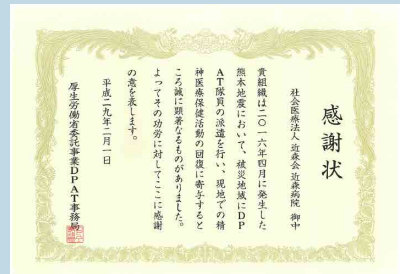 感謝状
社会医療法人 近森会近森病院 御中
貴組織は二〇一六年四月に発生した
熊本地震において、被災地域にDP
AT隊員の派遣を行い、現地での精
神医療保健活動の回復に寄与すると
ころ誠に顕著なるものがありました。
よってその功労に対してここに感謝
の意を表します。
平成二九年二月一日
厚生労働省委託事業DPAT事務局